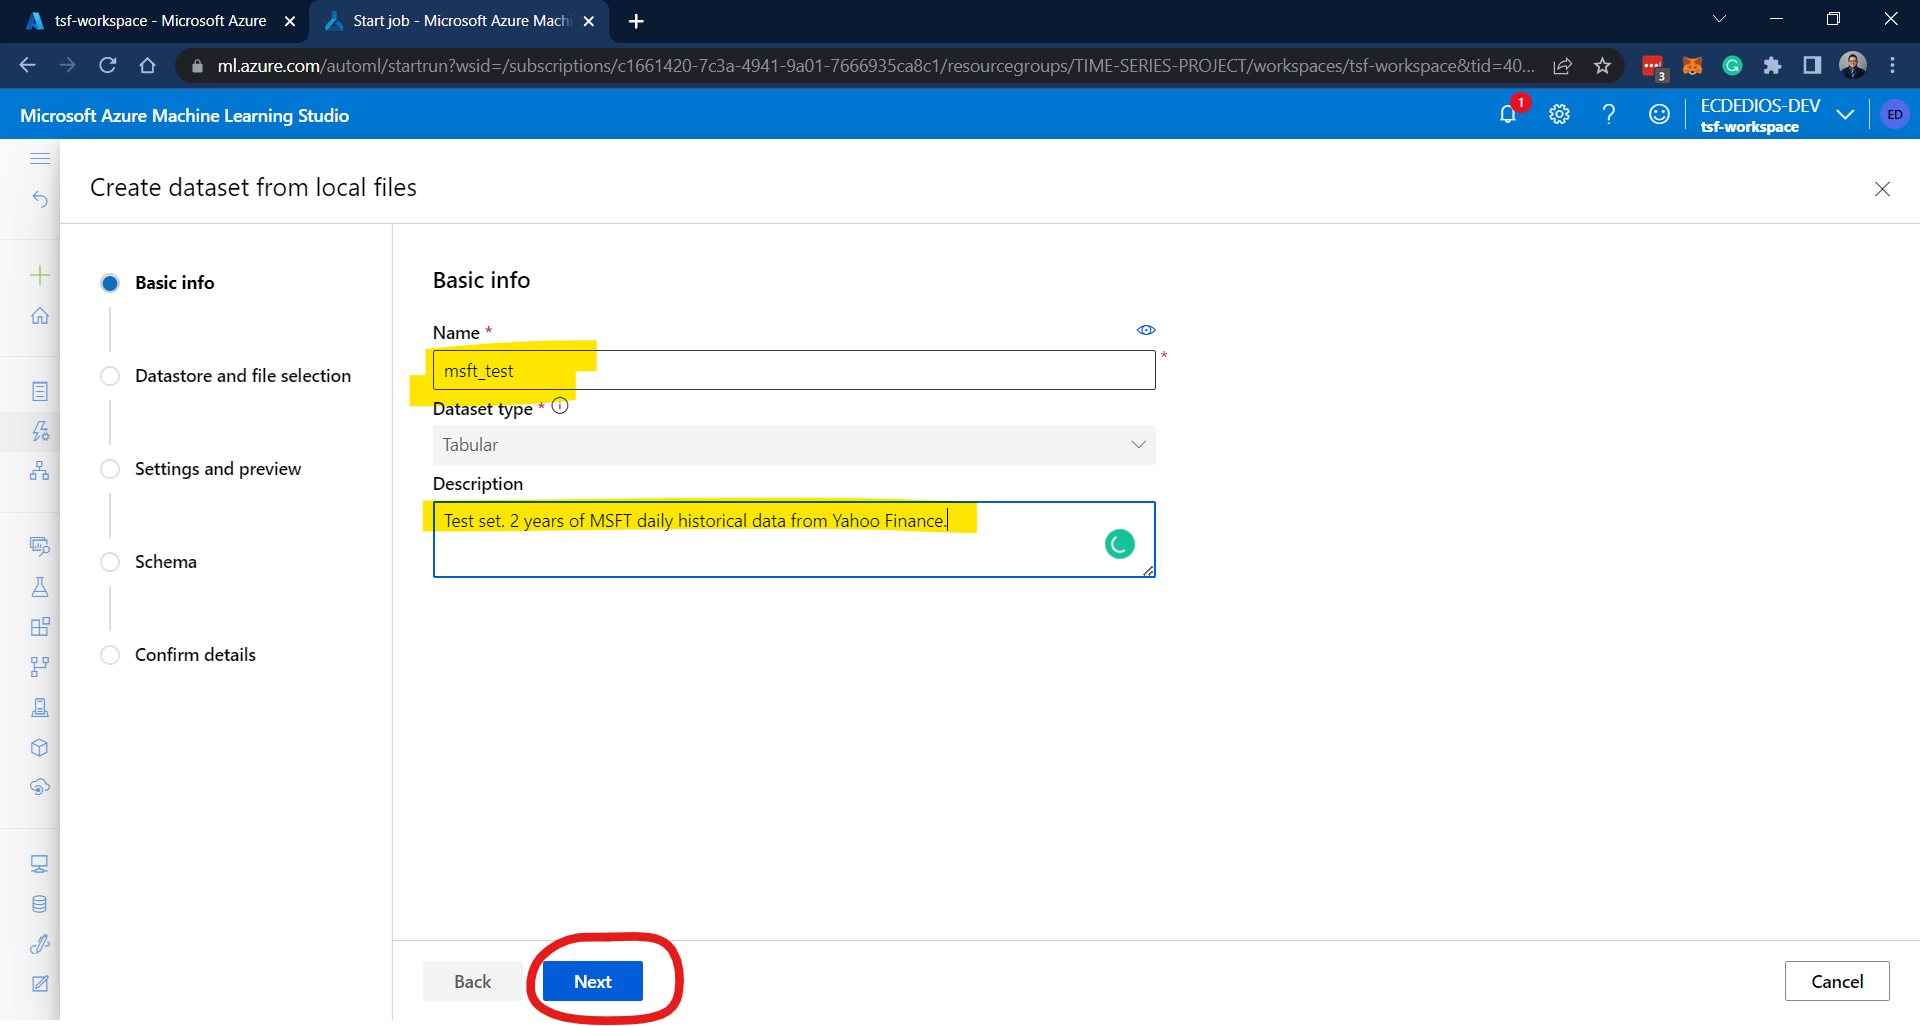 tsf-workspace - Microsoft Azure
Start job - Microsoft Azure Machi
ml.azure.com/automl/startrun?wsid=/subscriptions/c1661420-7c3a-4941-9a01-7666935ca8c1/resourcegroups/TIME-SERIES-PROJECT/workspaces/tsf-workspace&tid=40...
3
Microsoft Azure Machine Learning Studio
1
ECDEDIOS-DEV
tsf-workspace
ED
Create dataset from local files
Basic info
Datastore and file selection
Settings and preview
Schema
Confirm details
Basic info
Name *
*
msft_test
Dataset type *
Tabular
Description
Test set. 2 years of MSFT daily historical data from Yahoo Finance.
Back
Next
Cancel